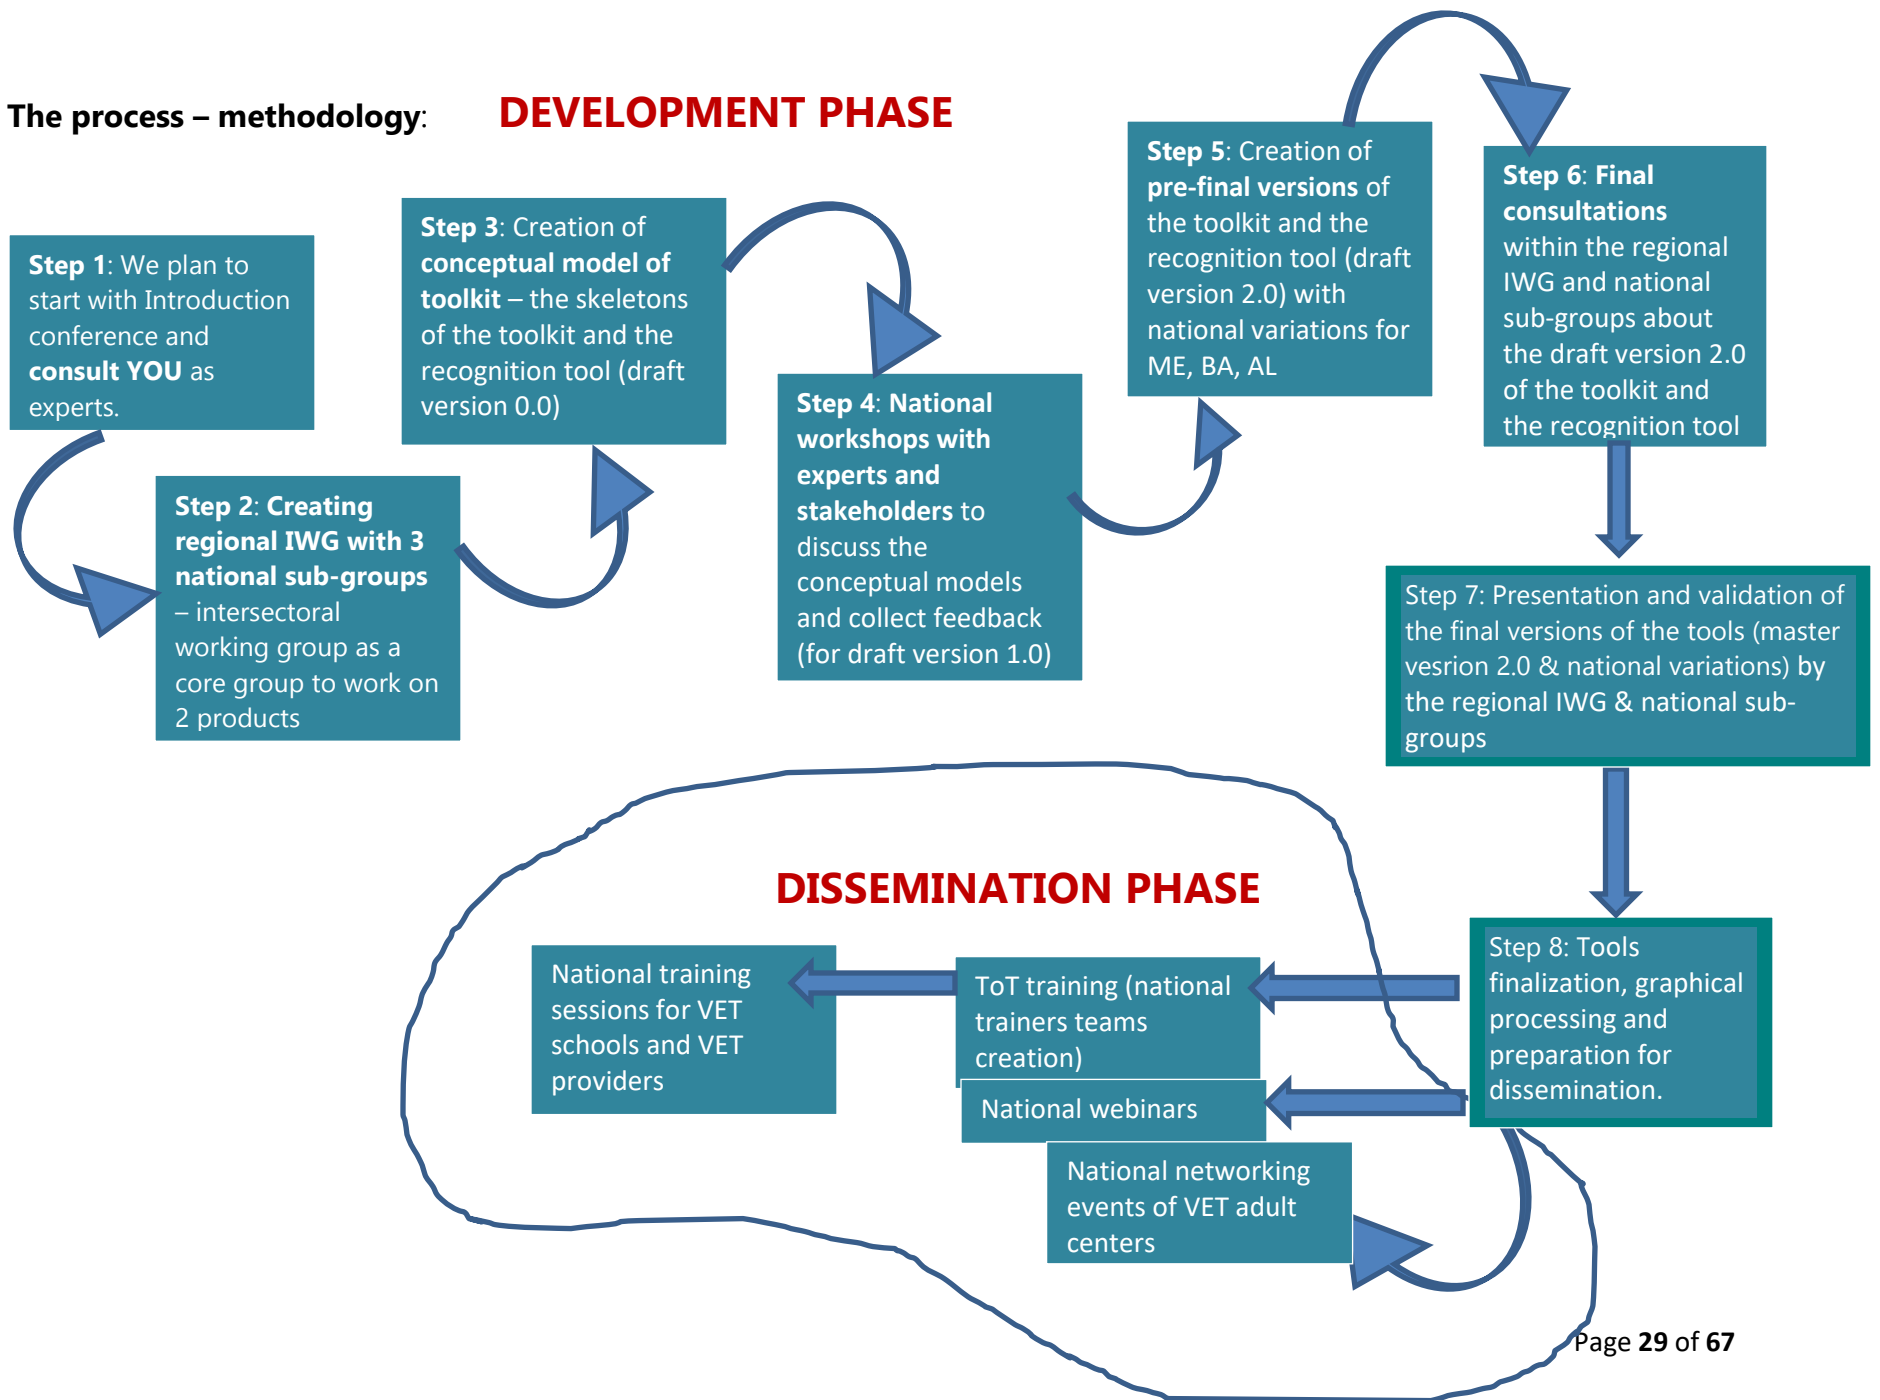 The process – methodology:
DEVELOPMENT PHASE
Step 1: We plan to
start with Introduction
conference and
consult YOU as
experts.
Step 2: Creating
regional IWG with 3
national sub-groups
– intersectoral
working group as a
core group to work on
2 products
Step 3: Creation of
conceptual model of
toolkit – the skeletons
of the toolkit and the
recognition tool (draft
version 0.0)
Step 4: National
workshops with
experts and
stakeholders to
discuss the
conceptual models
and collect feedback
(for draft version 1.0)
Step 5: Creation of
pre-final versions of
the toolkit and the
recognition tool (draft
version 2.0) with
national variations for
ME, BA, AL
Step 6: Final
consultations
within the regional
IWG and national
sub-groups about
the draft version 2.0
of the toolkit and
the recognition tool
Step 7: Presentation and validation of
the final versions of the tools (master
vesrion 2.0 & national variations) by
the regional IWG & national sub-
groups
Step 8: Tools
finalization, graphical
processing and
preparation for
dissemination.
DISSEMINATION PHASE
National training
sessions for VET
schools and VET
providers
ToT training (national
trainers teams
creation)
National webinars
National networking
events of VET adult
centers
Page 29 of 67